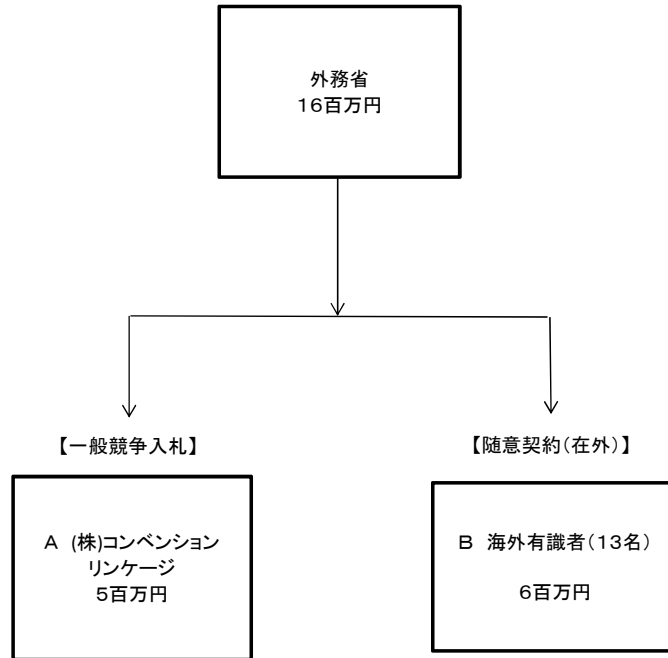 外務省
16百万円
【一般競争入札】
【随意契約(在外)】
A (株)コンベンション
リンケージ
5百万円
B 海外有識者(13名)
6百万円